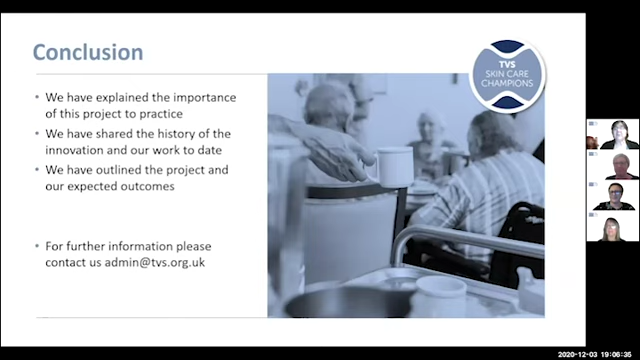 Conclusion
TVS
SKIN CARE
CHAMPIONS
• We have explained the importance
of this project to practice
• We have shared the history of the
innovation and our work to date
• We have outlined the project and
our expected outcomes
• For further information please
contact us admin@tvs.org.uk
2020-12-03 19:06:35